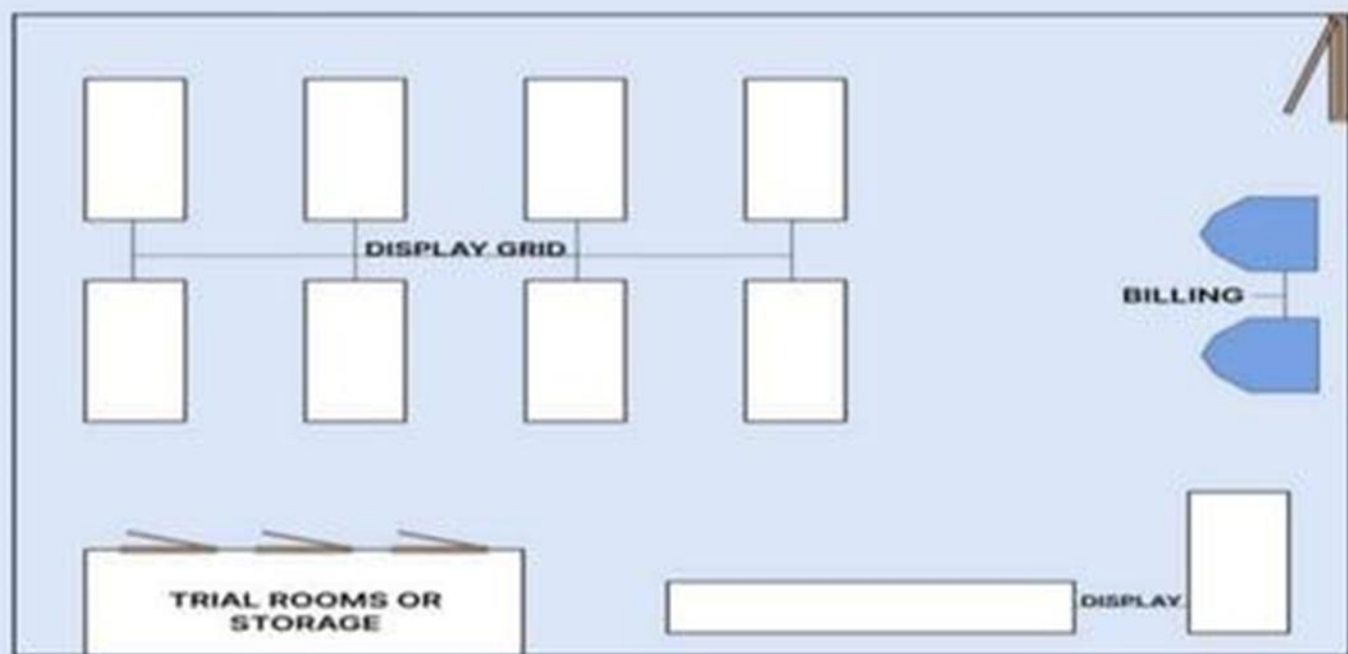 DISPLAY GRID
BILLING
TRIAL ROOMS OR
STORAGE
DISPLAY